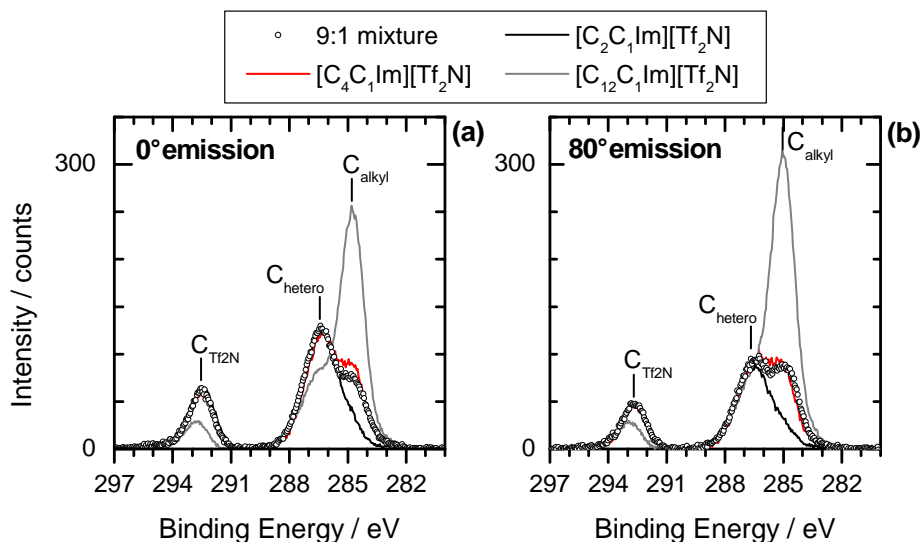 9:1 mixture
[C2C1Im][Tf2N]
[C4C1Im][Tf2N]
[C12C1Im][Tf2N]
0°emission
(a)
80°emission
(b)
Calkyl
Calkyl
Chetero
Chetero
CTf2N
CTf2N
300
0
300
0
297 294 291 288 285 282
297 294 291 288 285 282
Intensity / counts
Binding Energy / eV
Binding Energy / eV